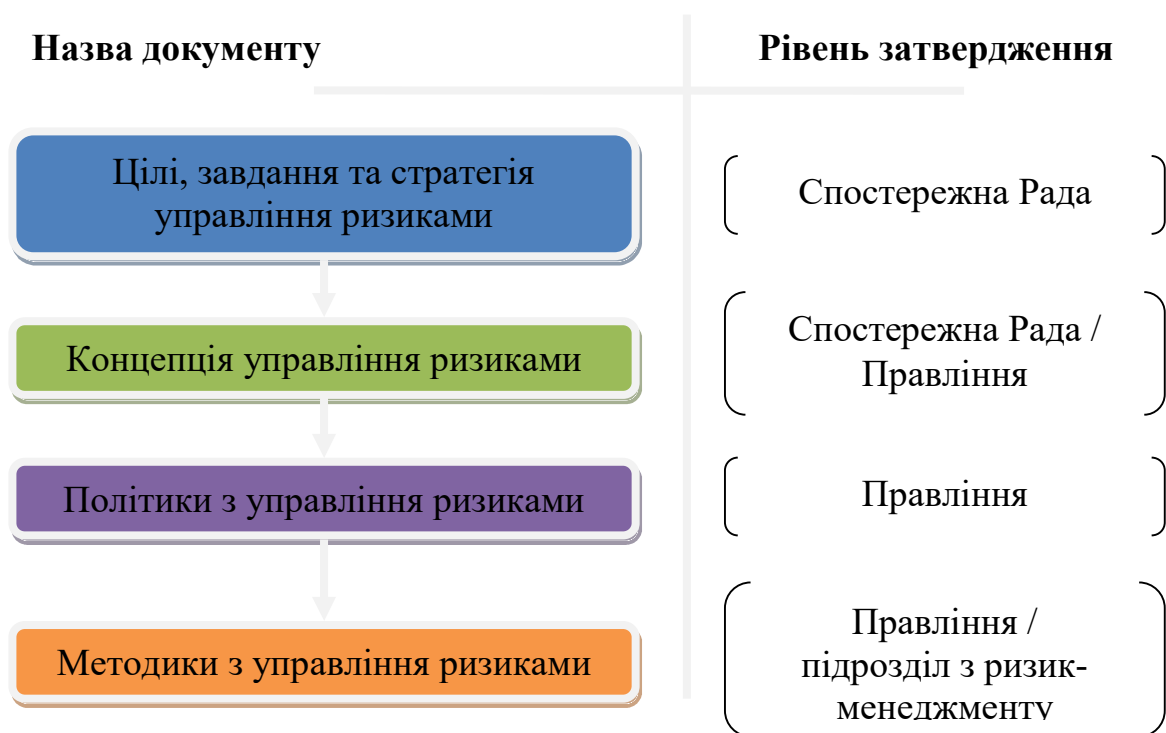 Назва документу
Рівень затвердження
Цілі, завдання та стратегія
управління ризиками
Спостережна Рада
Концепція управління ризиками
Спостережна Рада /
Правління
Політики з управління ризиками
Правління
Методики з управління ризиками
Правління /
підрозділ з ризик-
менеджменту